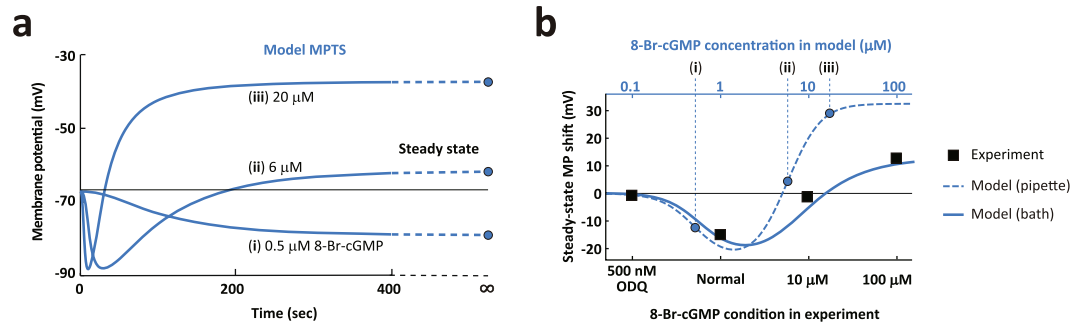 a
Model MPTS
Membrane potential (mV)
-30
-50
-70
-90
(iii) 20 μM
Steady state
(ii) 6 μM
(i) 0.5 μM 8-Br-cGMP
0
200
400
∞
Time (sec)
b
8-Br-cGMP concentration in model (μM)
(i)
(ii)
(iii)
0.1
1
10
100
Steady-state MP shift (mV)
30
20
10
0
-10
-20
500 nM
ODQ
Normal
10 μM
100 μM
8-Br-cGMP condition in experiment
Experiment
Model (pipette)
Model (bath)